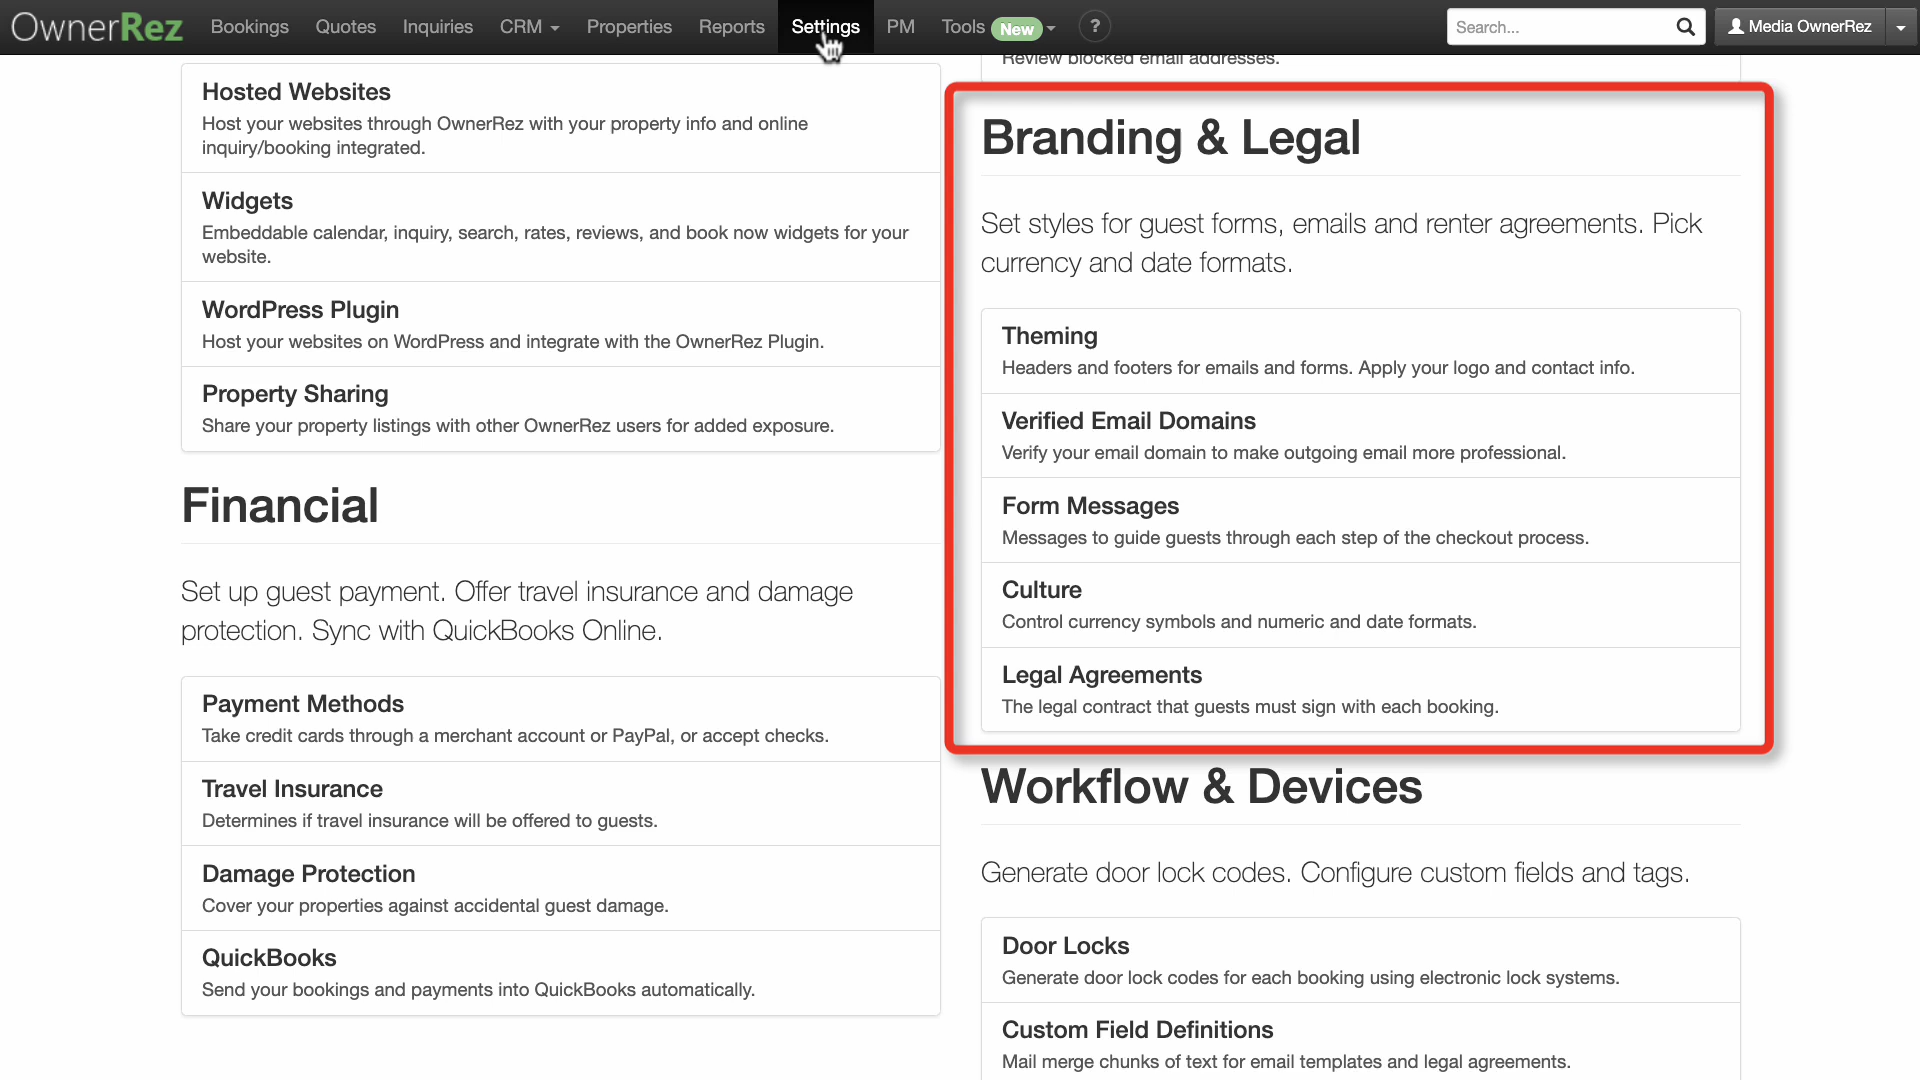 OwnerRez
Bookings
Quotes
Inquiries
CRM
Properties
Reports
Settings
PM
Tools New
?
Search...
Media OwnerRez
Hosted Websites
Host your websites through OwnerRez with your property info and online
inquiry/booking integrated.
Widgets
Embeddable calendar, inquiry, search, rates, reviews, and book now widgets for your
website.
WordPress Plugin
Host your websites on WordPress and integrate with the OwnerRez Plugin.
Property Sharing
Share your property listings with other OwnerRez users for added exposure.
Financial
Set up guest payment. Offer travel insurance and damage
protection. Sync with QuickBooks Online.
Payment Methods
Take credit cards through a merchant account or PayPal, or accept checks.
Travel Insurance
Determines if travel insurance will be offered to guests.
Damage Protection
Cover your properties against accidental guest damage.
QuickBooks
Send your bookings and payments into QuickBooks automatically.
Review blocked email addresses.
Branding & Legal
Set styles for guest forms, emails and renter agreements. Pick
currency and date formats.
Theming
Headers and footers for emails and forms. Apply your logo and contact info.
Verified Email Domains
Verify your email domain to make outgoing email more professional.
Form Messages
Messages to guide guests through each step of the checkout process.
Culture
Control currency symbols and numeric and date formats.
Legal Agreements
The legal contract that guests must sign with each booking.
Workflow & Devices
Generate door lock codes. Configure custom fields and tags.
Door Locks
Generate door lock codes for each booking using electronic lock systems.
Custom Field Definitions
Mail merge chunks of text for email templates and legal agreements.